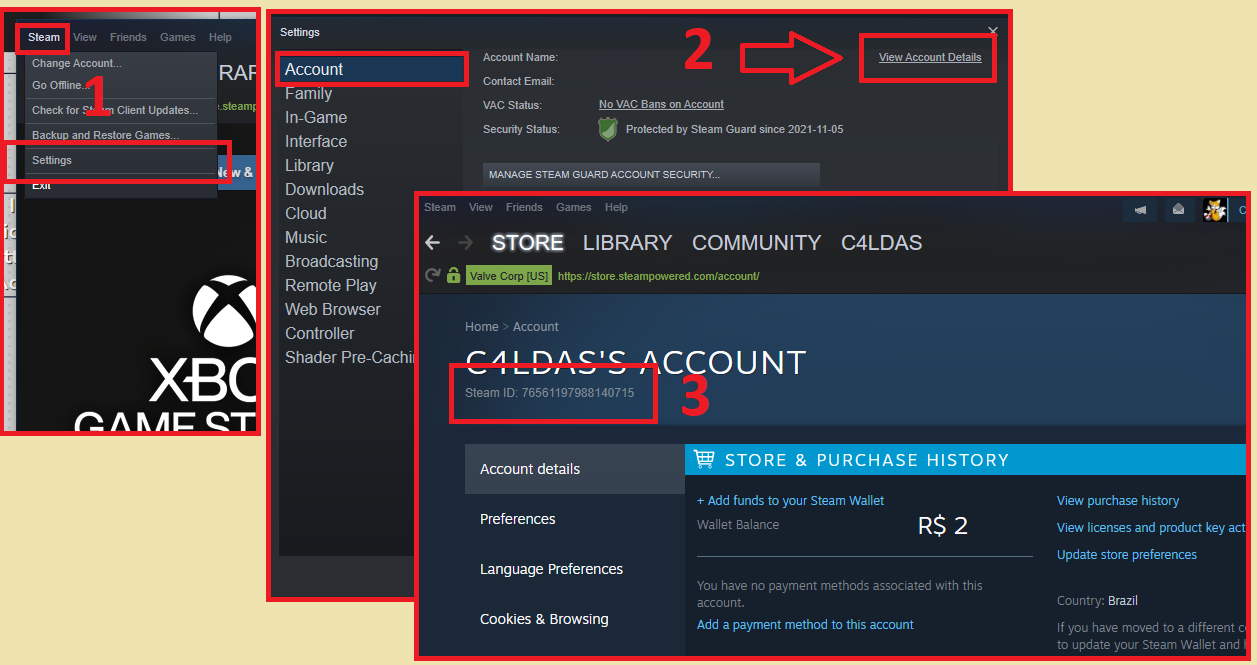 Steam View Friends Games Help
Change Account...
Go Offline...
Check for Steam Client Updates...
Backup and Restore Games...
Settings
Exit
1
RAR
.steamp
New &
XBO
GAME ST
Settings
Account
Family
In-Game
Interface
Library
Downloads
Cloud
Music
Broadcasting
Remote Play
Web Browser
Controller
Shader Pre-Cachi
Account Name:
Contact Email:
VAC Status: No VAC Bans on Account
Security Status: Protected by Steam Guard since 2021-11-05
MANAGE STEAM GUARD ACCOUNT SECURITY...
2
View Account Details
Steam View Friends Games Help
C
STORE LIBRARY COMMUNITY C4LDAS
Valve Corp [US] https://store.steampowered.com/account/
Home > Account
C4LDAS'S ACCOUNT
Steam ID: 76561197988140715
3
Account details
Preferences
Language Preferences
Cookies & Browsing
STORE & PURCHASE HISTORY
+ Add funds to your Steam Wallet
Wallet Balance R$ 2
You have no payment methods associated with this
account.
Add a payment method to this account
View purchase history
View licenses and product key act
Update store preferences
Country: Brazil
If you have moved to a different c
to update your Steam Wallet and h